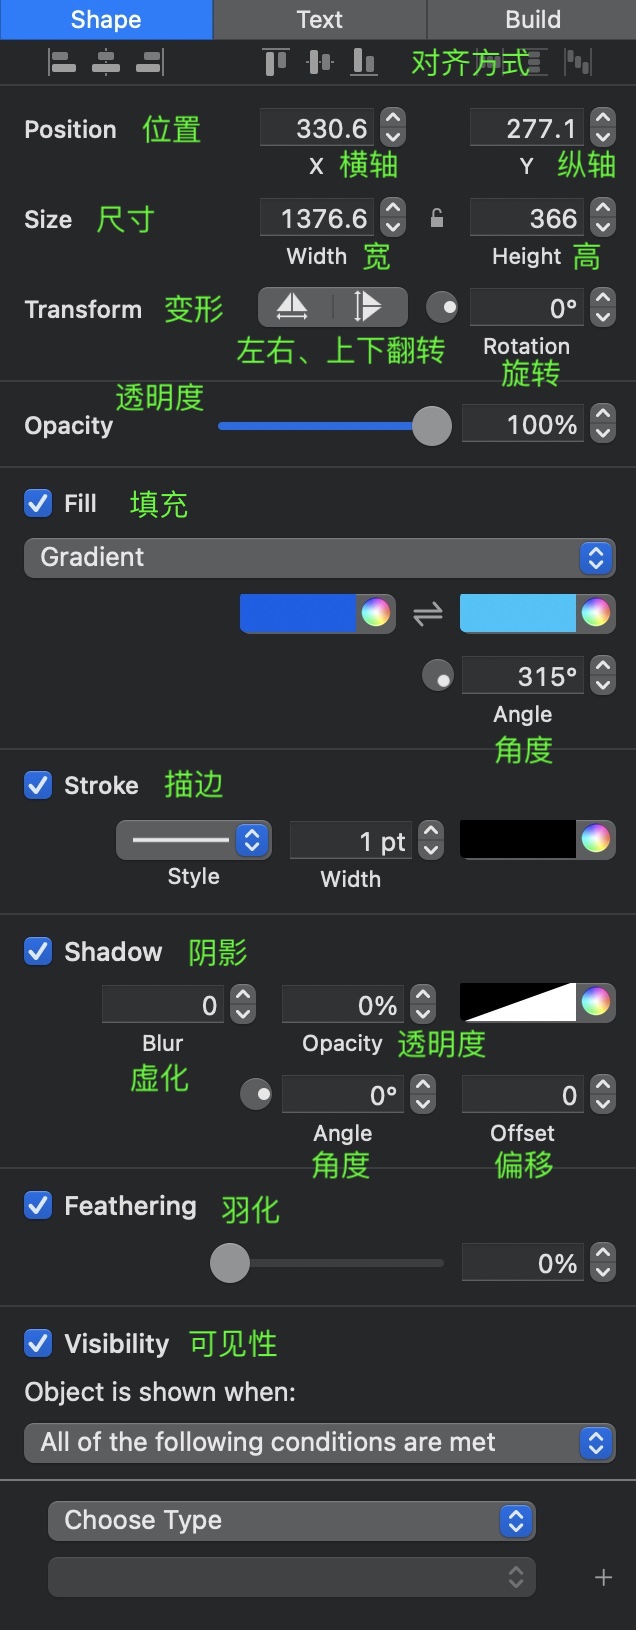 Shape Text Build
对齐方式
Position 位置 330.6 277.1
X 横轴 Y 纵轴
Size 尺寸 1376.6 366
Width 宽 Height 高
Transform 变形 0°
左右、上下翻转 Rotation
旋转
透明度
Opacity 100%
Fill 填充
Gradient
315°
Angle
角度
Stroke 描边
1 pt
Style Width
Shadow 阴影
0 0%
Blur Opacity 透明度
虚化
0° 0
Angle Offset
角度 偏移
Feathering 羽化
0%
Visibility 可见性
Object is shown when:
All of the following conditions are met
Choose Type
+